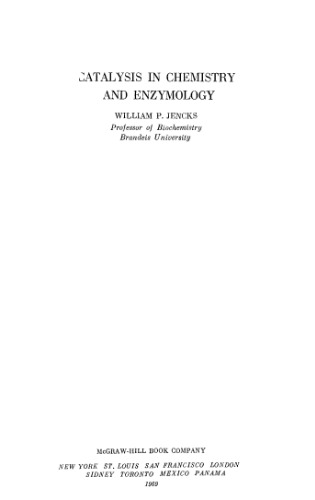 CATALYSIS IN CHEMISTRY
AND ENZYMOLOGY
WILLIAM P. JENCKS
Professor of Biochemistry
Brandeis University
McGRAW-HILL BOOK COMPANY
NEW YORK ST. LOUIS SAN FRANCISCO LONDON
SIDNEY TORONTO MEXICO PANAMA
1969